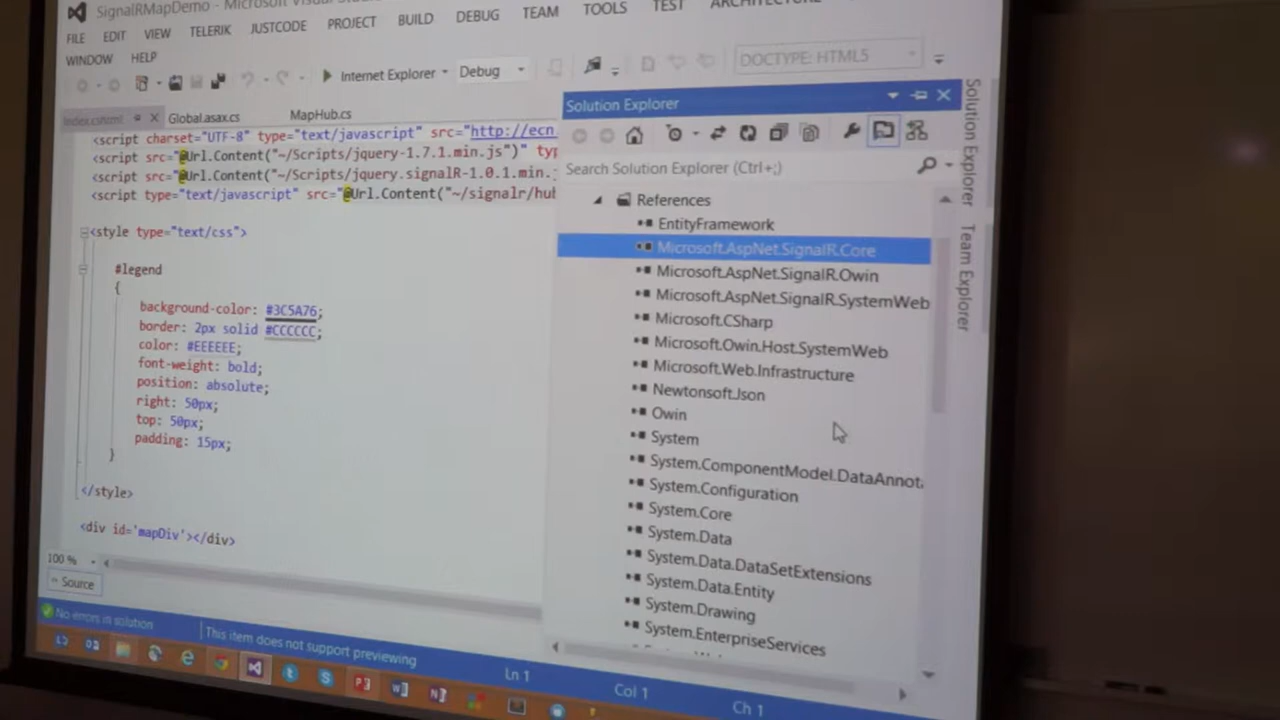 SignalRMapDemo - Microsoft Visual Studio
FILE EDIT VIEW TELERIK JUSTCODE PROJECT BUILD DEBUG TEAM TOOLS TEST ARCHITECTURE
WINDOW HELP
Internet Explorer Debug DOCTYPE: HTML5
Index.cshtml Global.asax.cs MapHub.cs
<script charset="UTF-8" type="text/javascript" src="http://ecn
<script src="@Url.Content("~/Scripts/jquery-1.7.1.min.js")" typ
<script src="@Url.Content("~/Scripts/jquery.signalR-1.0.1.min.j
<script type="text/javascript" src="@Url.Content("~/signalr/hub
<style type="text/css">
#legend
{
background-color: #3C5A76;
border: 2px solid #CCCCCC;
color: #EEEEEE;
font-weight: bold;
position: absolute;
right: 50px;
top: 50px;
padding: 15px;
}
</style>
<div id='mapDiv'></div>
100 %
Source
Solution Explorer
Search Solution Explorer (Ctrl+;)
References
EntityFramework
Microsoft.AspNet.SignalR.Core
Microsoft.AspNet.SignalR.Owin
Microsoft.AspNet.SignalR.SystemWeb
Microsoft.CSharp
Microsoft.Owin.Host.SystemWeb
Microsoft.Web.Infrastructure
Newtonsoft.Json
Owin
System
System.ComponentModel.DataAnnot
System.Configuration
System.Core
System.Data
System.Data.DataSetExtensions
System.Data.Entity
System.Drawing
System.EnterpriseServices
Solution Explorer
Team Explorer
No errors in solution
This item does not support previewing
Ln 1 Col 1 Ch 1